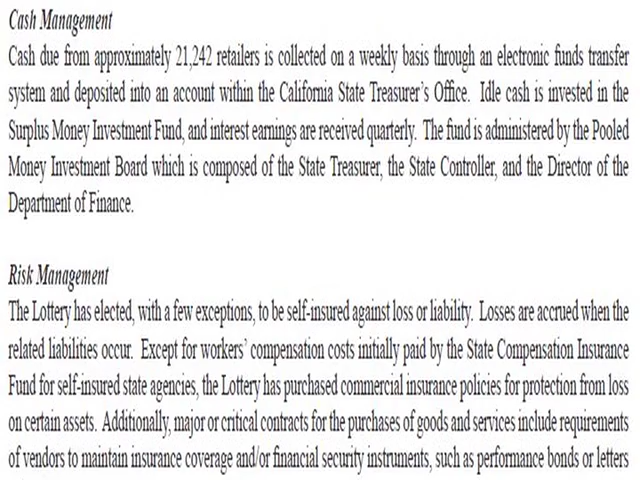 Cash Management
Cash due from approximately 21,242 retailers is collected on a weekly basis through an electronic funds transfer
system and deposited into an account within the California State Treasurer's Office.  Idle cash is invested in the
Surplus Money Investment Fund, and interest earnings are received quarterly.  The fund is administered by the Pooled
Money Investment Board which is composed of the State Treasurer, the State Controller, and the Director of the
Department of Finance.
Risk Management
The Lottery has elected, with a few exceptions, to be self-insured against loss or liability.  Losses are accrued when the
related liabilities occur.  Except for workers' compensation costs initially paid by the State Compensation Insurance
Fund for self-insured state agencies, the Lottery has purchased commercial insurance policies for protection from loss
on certain assets.  Additionally, major or critical contracts for the purchases of goods and services include requirements
of vendors to maintain insurance coverage and/or financial security instruments, such as performance bonds or letters